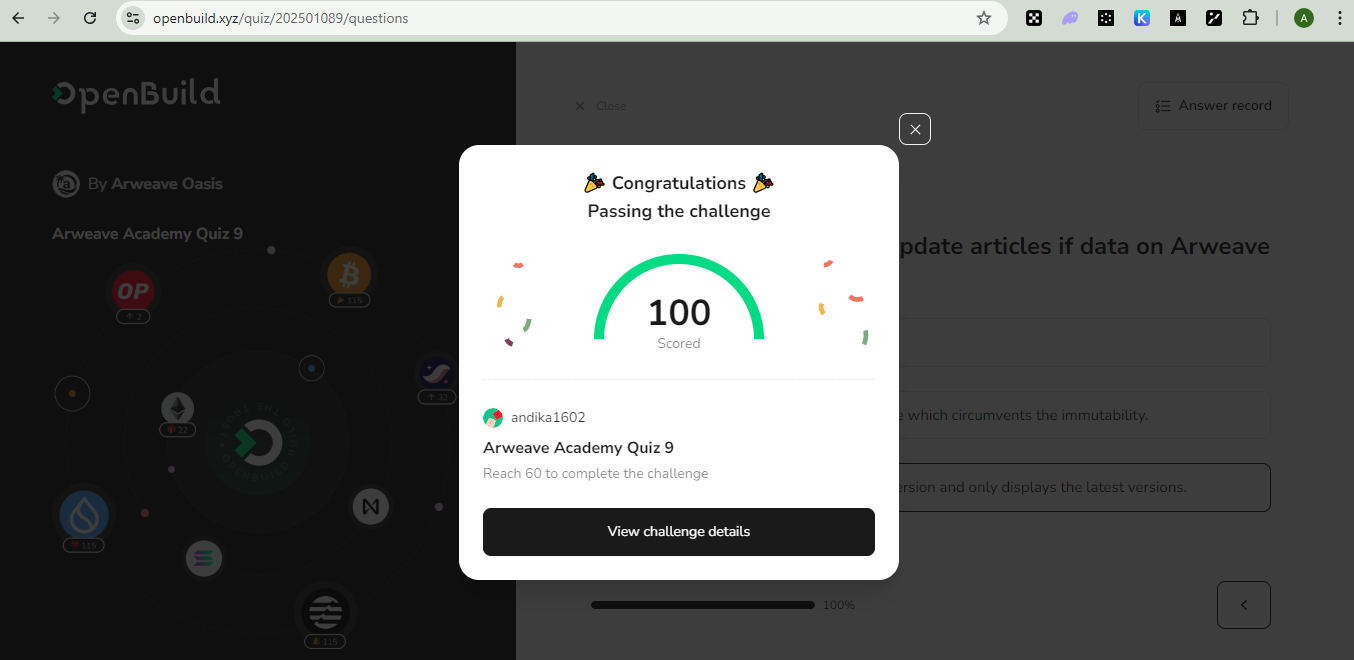 openbuild.xyz/quiz/202501089/questions
K
A
OpenBuild
By Arweave Oasis
Arweave Academy Quiz 9
OP
2
115
33
22
115
115
Close
Answer record
pdate articles if data on Arweave
e which circumvents the immutability.
ersion and only displays the latest versions.
100%
Congratulations
Passing the challenge
100
Scored
andika1602
Arweave Academy Quiz 9
Reach 60 to complete the challenge
View challenge details